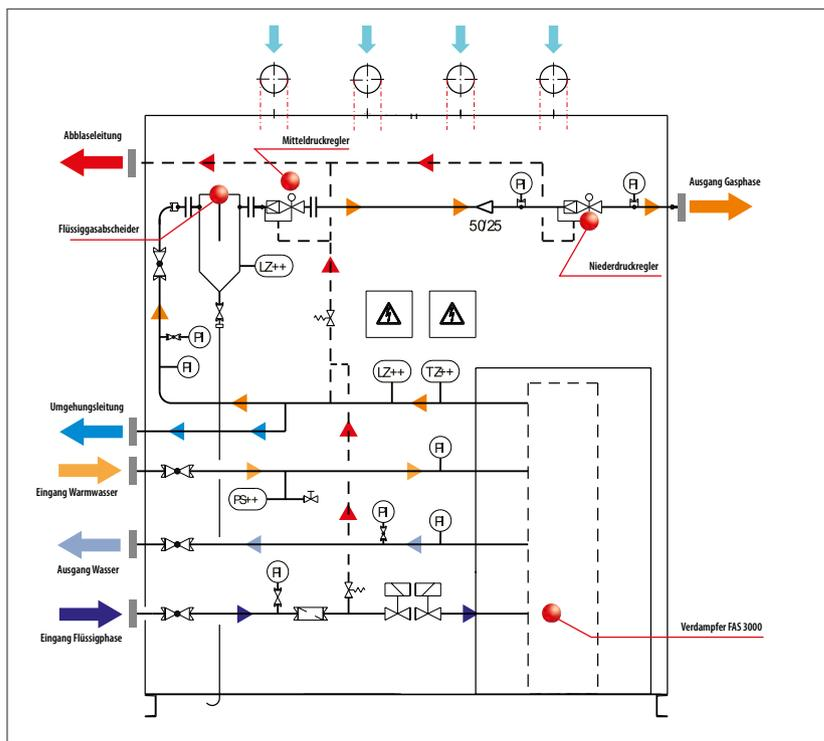 Abblaseleitung
Mitteldruckregler
PI
PI
Ausgang Gasphase
Flüssiggasabscheider
50/25
Niederdruckregler
LZ++
PI
PI
LZ++
TZ++
Umgehungsleitung
PI
Eingang Warmwasser
PS++
PI
PI
Ausgang Wasser
PI
Eingang Flüssigphase
Verdampfer FAS 3000